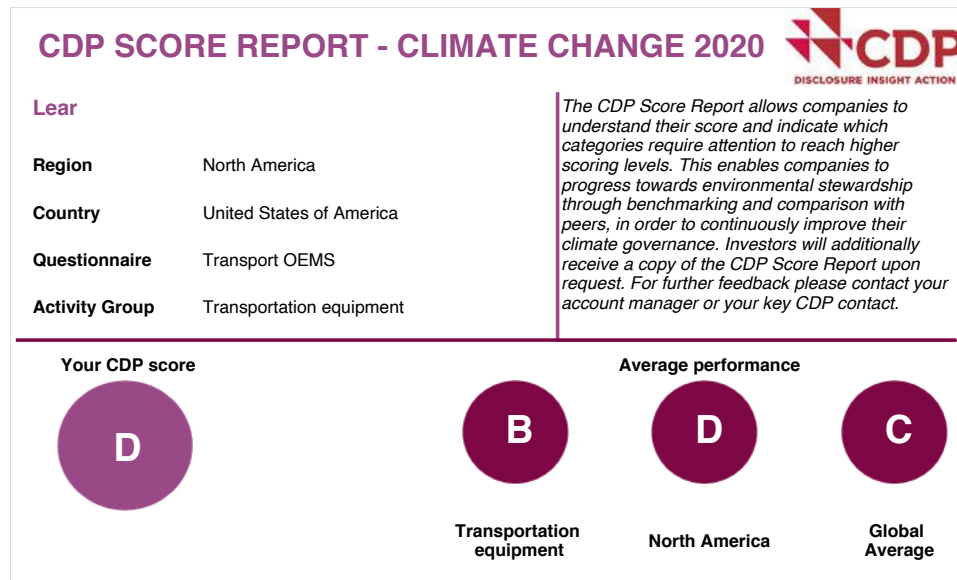 CDP SCORE REPORT - CLIMATE CHANGE 2020
CDP
DISCLOSURE INSIGHT ACTION
Lear
Region North America
Country United States of America
Questionnaire Transport OEMS
Activity Group Transportation equipment
The CDP Score Report allows companies to
understand their score and indicate which
categories require attention to reach higher
scoring levels. This enables companies to
progress towards environmental stewardship
through benchmarking and comparison with
peers, in order to continuously improve their
climate governance. Investors will additionally
receive a copy of the CDP Score Report upon
request. For further feedback please contact your
account manager or your key CDP contact.
Your CDP score
D
Average performance
B D C
Transportation
equipment
North America
Global
Average